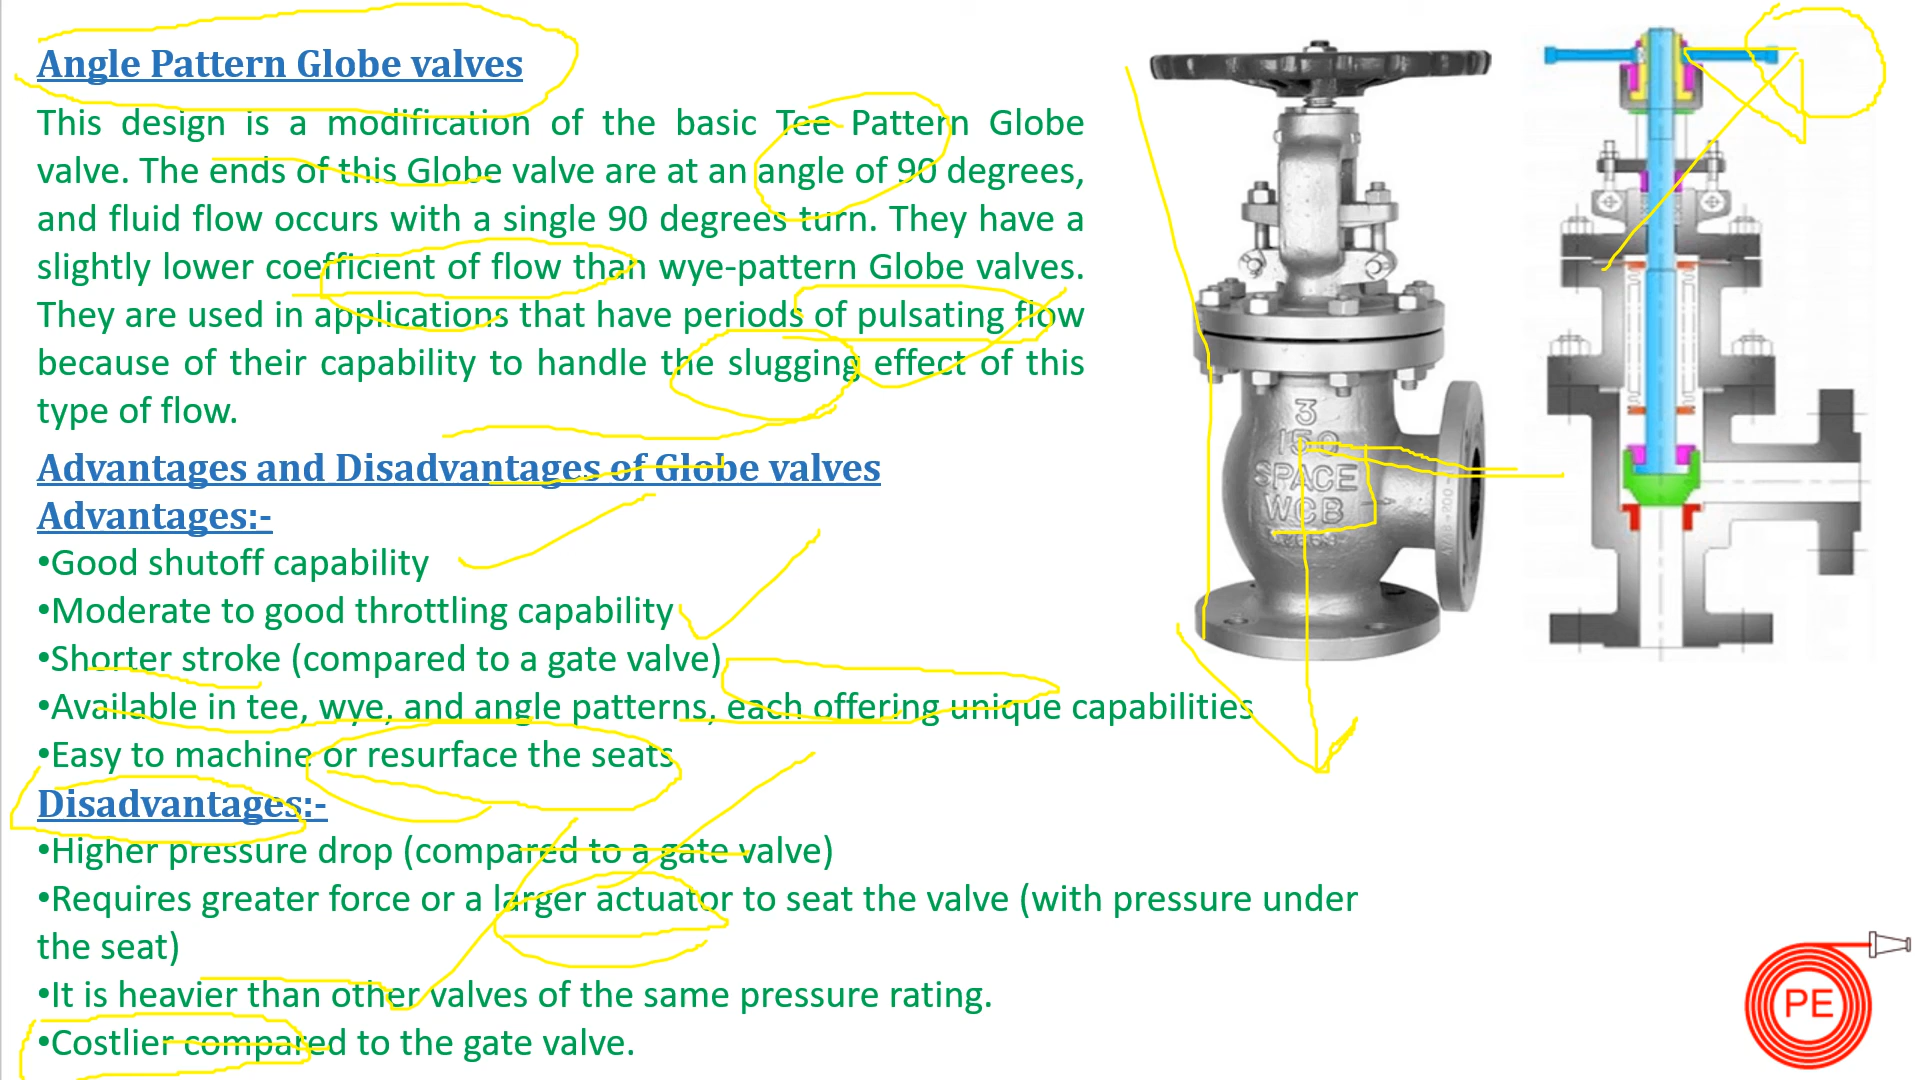 Angle Pattern Globe valves
This design is a modification of the basic Tee Pattern Globe
valve. The ends of this Globe valve are at an angle of 90 degrees,
and fluid flow occurs with a single 90 degrees turn. They have a
slightly lower coefficient of flow than wye-pattern Globe valves.
They are used in applications that have periods of pulsating flow
because of their capability to handle the slugging effect of this
type of flow.
Advantages and Disadvantages of Globe valves
Advantages:-
•Good shutoff capability
•Moderate to good throttling capability
•Shorter stroke (compared to a gate valve)
•Available in tee, wye, and angle patterns, each offering unique capabilities
•Easy to machine or resurface the seats
Disadvantages:-
•Higher pressure drop (compared to a gate valve)
•Requires greater force or a larger actuator to seat the valve (with pressure under
the seat)
•It is heavier than other valves of the same pressure rating.
•Costlier compared to the gate valve.
3
150
SPACE
WCB
PE